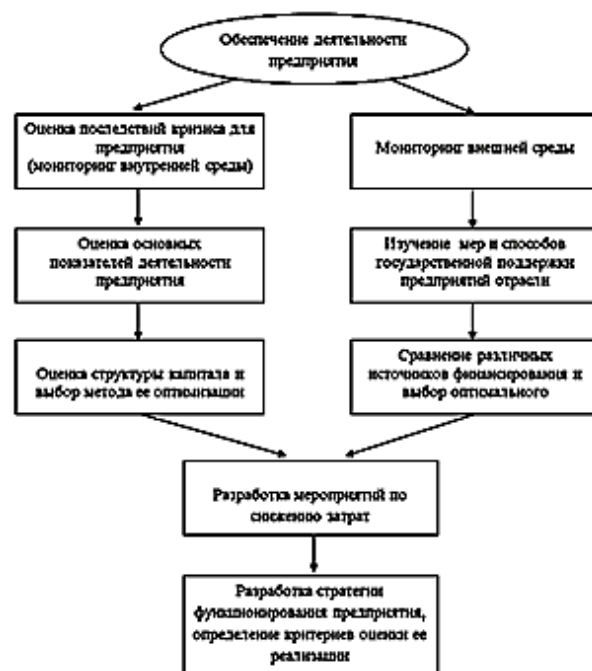 Обеспечение деятельности
предприятия
Оценка последствий кризиса для
предприятия
(мониторинг внутренней среды)
Мониторинг внешней среды
Оценка основных
показателей деятельности
предприятия
Изучение мер и способов
государственной поддержки
предприятий отрасли
Оценка структуры капитала и
выбор метода ее оптимизации
Сравнение различных
источников финансирования и
выбор оптимального
Разработка мероприятий по
снижению затрат
Разработка стратегии
функционирования предприятия,
определение критериев оценки ее
реализации